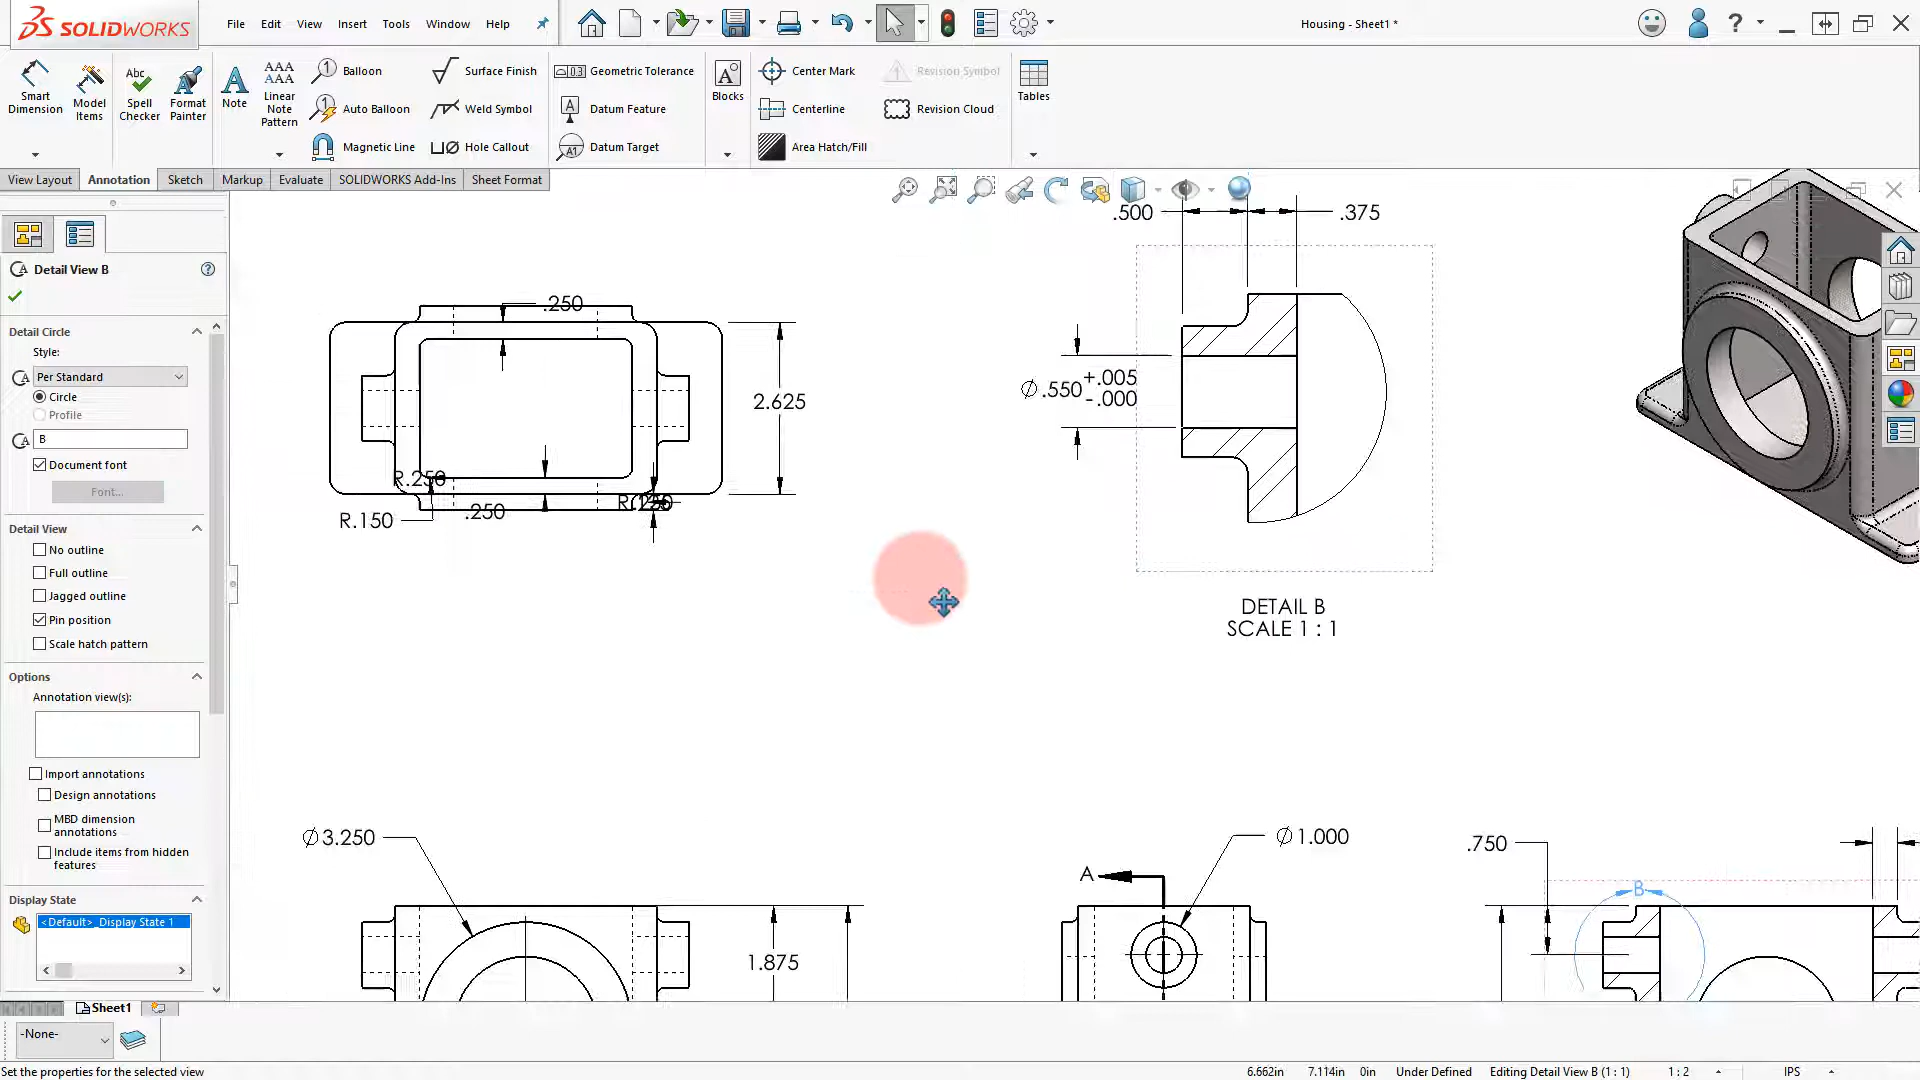 SOLIDWORKS
File
Edit
View
Insert
Tools
Window
Help
Housing - Sheet1 *
?
Smart
Dimension
Model
Items
Abc
Spell
Checker
Format
Painter
A
Note
AAA
AAA
Linear
Note
Pattern
Balloon
Auto Balloon
Magnetic Line
Surface Finish
Weld Symbol
Hole Callout
Geometric Tolerance
Datum Feature
Datum Target
Blocks
Center Mark
Centerline
Area Hatch/Fill
Revision Symbol
Revision Cloud
Tables
View Layout
Annotation
Sketch
Markup
Evaluate
SOLIDWORKS Add-Ins
Sheet Format
Detail View B
Detail Circle
Style:
Per Standard
Circle
Profile
B
Document font
Font...
Detail View
No outline
Full outline
Jagged outline
Pin position
Scale hatch pattern
Options
Annotation view(s):
Import annotations
Design annotations
MBD dimension
annotations
Include items from hidden
features
Display State
<Default>_Display State 1
.250
2.625
R.250
R.150
.250
.500
.375
∅.550 +.005
-.000
DETAIL B
SCALE 1 : 1
∅3.250
1.875
A
∅1.000
.750
B
Sheet1
-None-
Set the properties for the selected view
6.662in
7.114in
0in
Under Defined
Editing Detail View B (1 : 1)
1 : 2
IPS